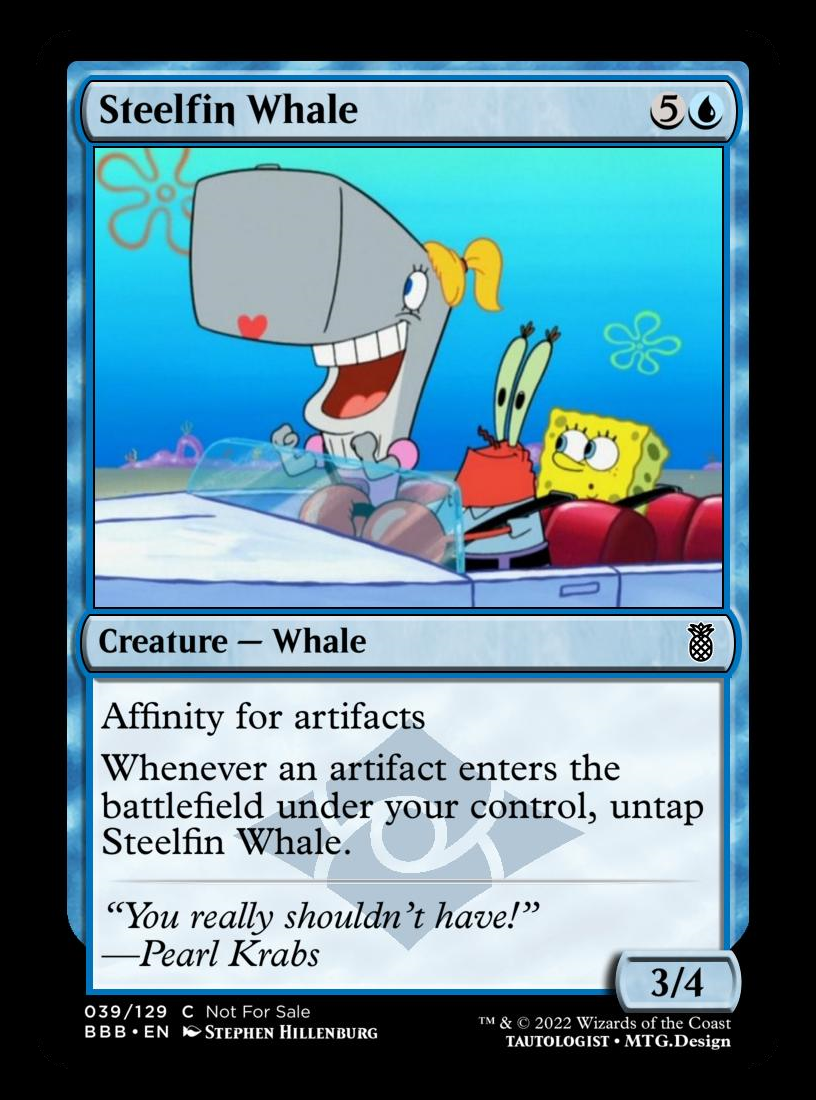 Steelfin Whale 5
Creature — Whale
Affinity for artifacts
Whenever an artifact enters the
battlefield under your control, untap
Steelfin Whale.
“You really shouldn’t have!”
—Pearl Krabs
3/4
039/129 C Not For Sale
BBB • EN Stephen Hillenburg
™ & © 2022 Wizards of the Coast
TAUTOLOGIST • MTG.Design